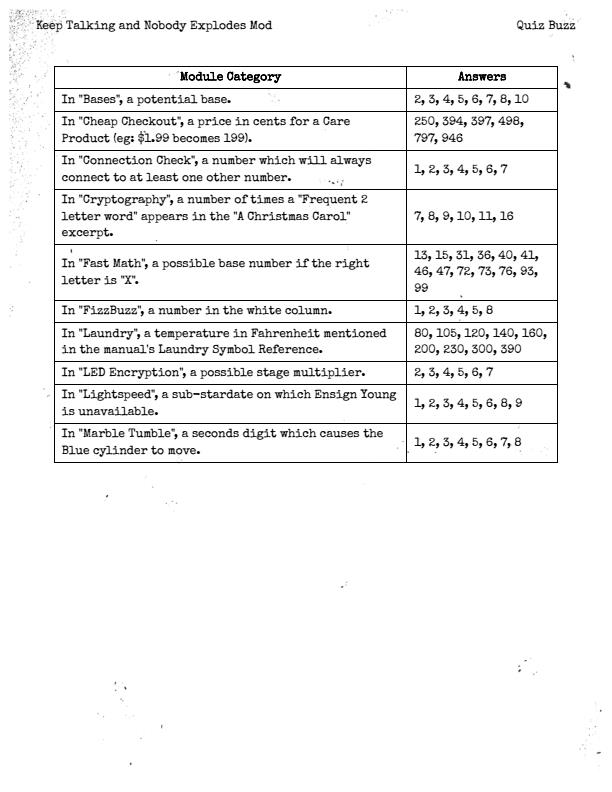 Keep Talking and Nobody Explodes Mod
Quiz Buzz
Module Category
Answers
In "Bases", a potential base.
2, 3, 4, 5, 6, 7, 8, 10
In "Cheap Checkout", a price in cents for a Care
Product (eg: $1.99 becomes 199).
250, 394, 397, 498,
797, 946
In "Connection Check", a number which will always
connect to at least one other number.
1, 2, 3, 4, 5, 6, 7
In "Cryptography", a number of times a "Frequent 2
letter word" appears in the "A Christmas Carol"
excerpt.
7, 8, 9, 10, 11, 16
In "Fast Math", a possible base number if the right
letter is "X".
13, 15, 31, 36, 40, 41,
46, 47, 72, 73, 76, 93,
99
In "FizzBuzz", a number in the white column.
1, 2, 3, 4, 5, 8
In "Laundry", a temperature in Fahrenheit mentioned
in the manual's Laundry Symbol Reference.
80, 105, 120, 140, 160,
200, 230, 300, 390
In "LED Encryption", a possible stage multiplier.
2, 3, 4, 5, 6, 7
In "Lightspeed", a sub-stardate on which Ensign Young
is unavailable.
1, 2, 3, 4, 5, 6, 8, 9
In "Marble Tumble", a seconds digit which causes the
Blue cylinder to move.
1, 2, 3, 4, 5, 6, 7, 8